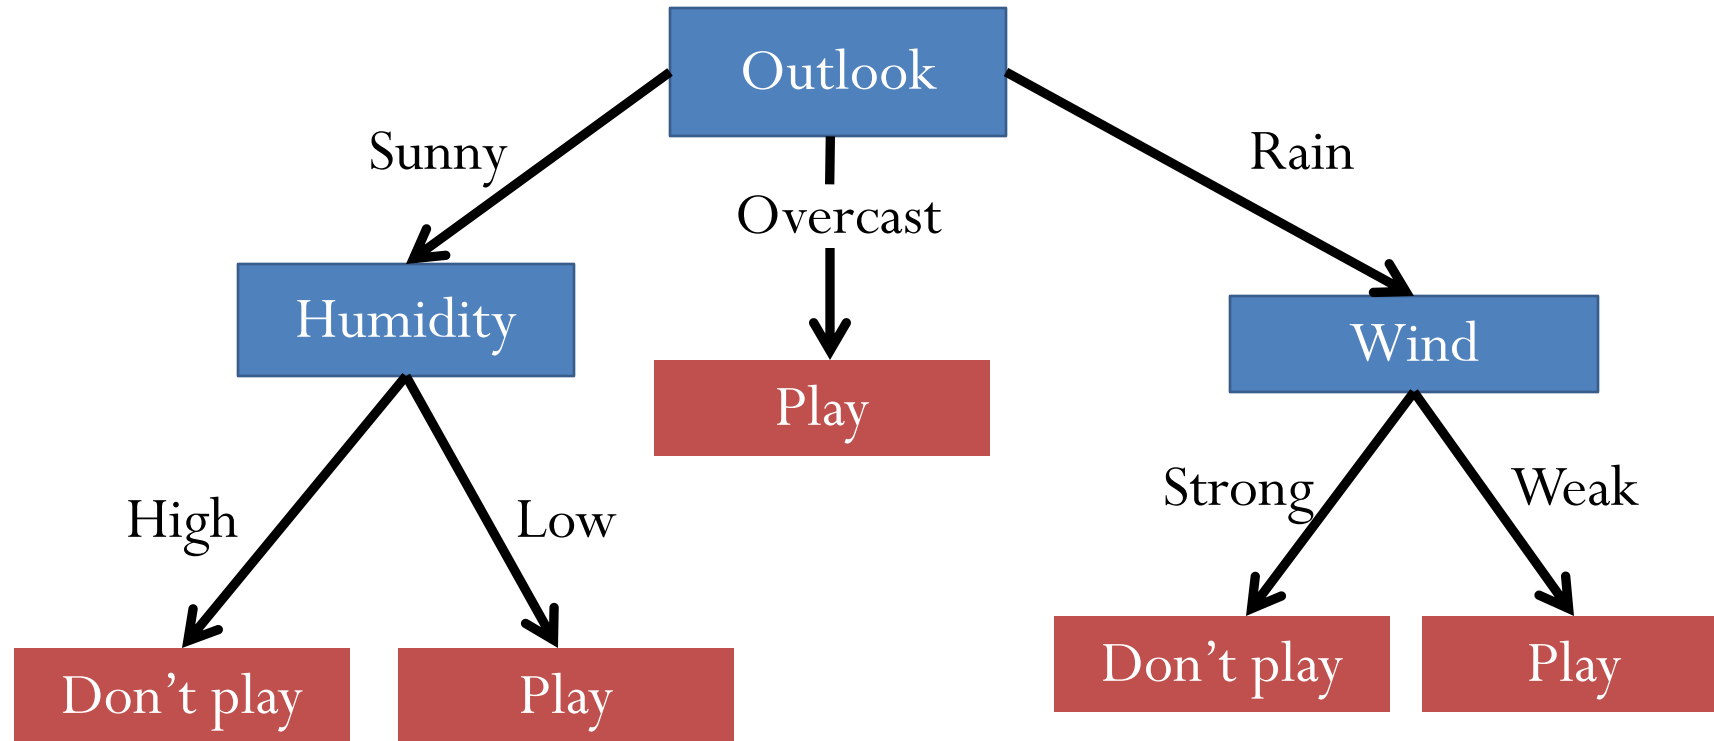 Outlook
Sunny
Rain
Overcast
Humidity
Wind
Play
High
Low
Strong
Weak
Don’t play
Play
Don’t play
Play